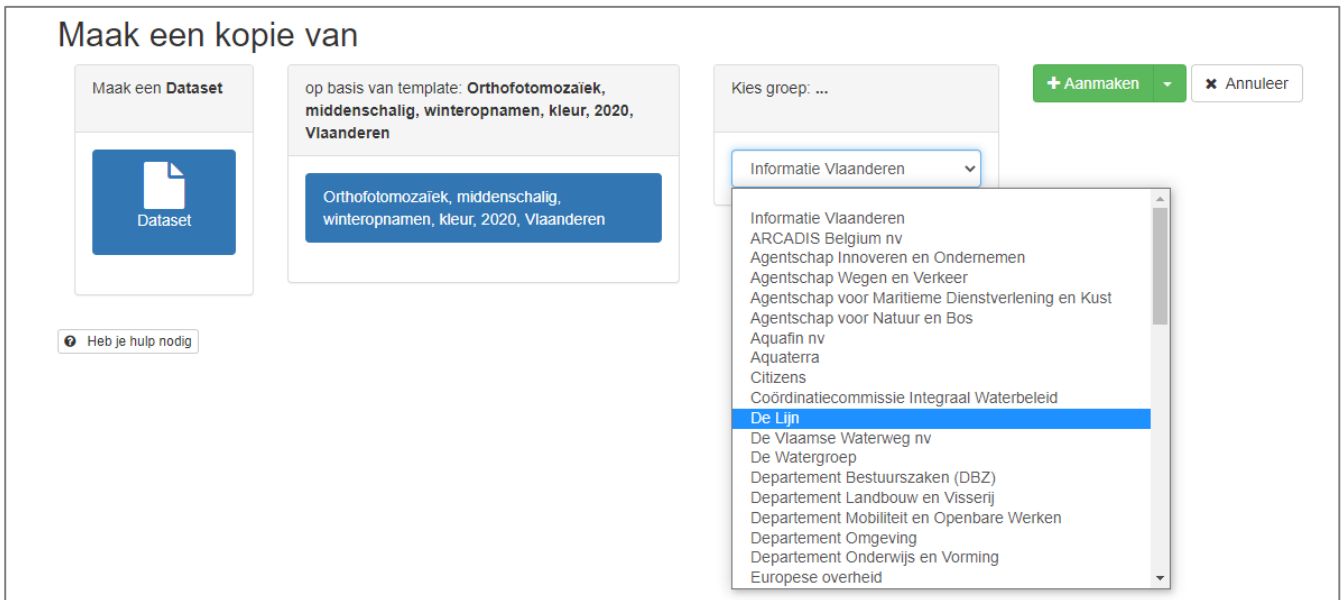 Maak een kopie van
Maak een Dataset
Dataset
op basis van template: Orthofotomozaïek,
middenschalig, winteropnamen, kleur, 2020,
Vlaanderen
Orthofotomozaïek, middenschalig,
winteropnamen, kleur, 2020, Vlaanderen
Kies groep: ...
Informatie Vlaanderen
Informatie Vlaanderen
ARCADIS Belgium nv
Agentschap Innoveren en Ondernemen
Agentschap Wegen en Verkeer
Agentschap voor Maritieme Dienstverlening en Kust
Agentschap voor Natuur en Bos
Aquafin nv
Aquaterra
Citizens
Coördinatiecommissie Integraal Waterbeleid
De Lijn
De Vlaamse Waterweg nv
De Watergroep
Departement Bestuurszaken (DBZ)
Departement Landbouw en Visserij
Departement Mobiliteit en Openbare Werken
Departement Omgeving
Departement Onderwijs en Vorming
Europese overheid
+ Aanmaken
× Annuleer
Heb je hulp nodig